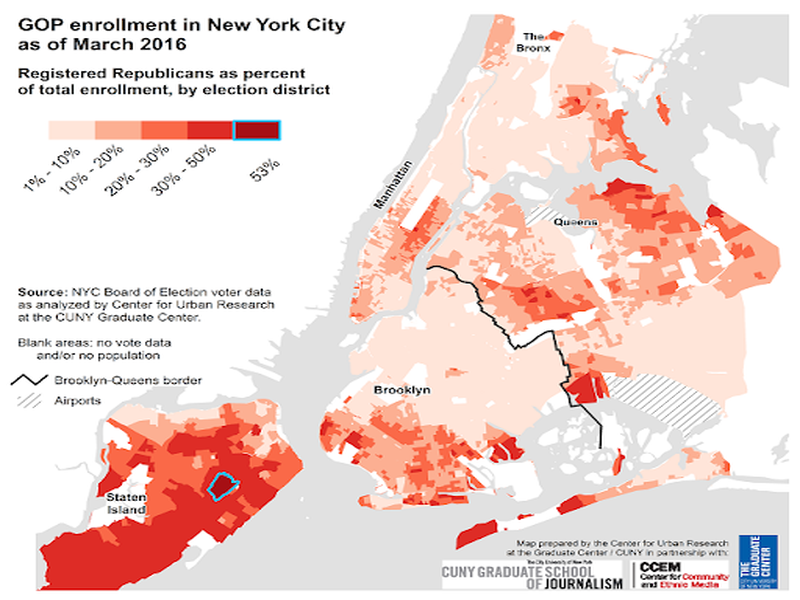 GOP enrollment in New York City
as of March 2016
Registered Republicans as percent
of total enrollment, by election district
1% - 10%
10% - 20%
20% - 30%
30% - 50%
53%
The
Bronx
Manhattan
Queens
Source: NYC Board of Election voter data
as analyzed by Center for Urban Research
at the CUNY Graduate Center.
Blank areas: no vote data
and/or no population
Brooklyn-Queens border
Airports
Brooklyn
Staten
Island
Map prepared by the Center for Urban Research
at the Graduate Center / CUNY in partnership with:
The City University of New York
CUNY GRADUATE SCHOOL
OF JOURNALISM
CCEM
Center for Community
and Ethnic Media
THE
GRADUATE
CENTER
CITY UNIVERSITY
OF NEW YORK